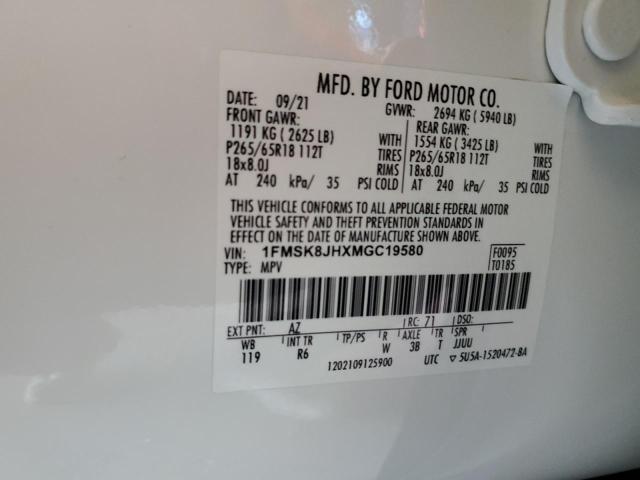 MFD. BY FORD MOTOR CO.
DATE: 09/21 GVWR: 2694 KG ( 5940 LB)
FRONT GAWR: REAR GAWR:
1191 KG ( 2625 LB) WITH 1554 KG ( 3425 LB) WITH
P265/65R18 112T TIRES P265/65R18 112T TIRES
18x8.0J RIMS 18x8.0J RIMS
AT 240 kPa/ 35 PSI COLD AT 240 kPa/ 35 PSI COLD
THIS VEHICLE CONFORMS TO ALL APPLICABLE FEDERAL MOTOR
VEHICLE SAFETY AND THEFT PREVENTION STANDARDS IN
EFFECT ON THE DATE OF MANUFACTURE SHOWN ABOVE.
VIN: 1FMSK8JHXMGC19580 F0095
TYPE: MPV T0185
EXT PNT: AZ RC: 71 DSO:
WB INT TR TP/PS R AXLE TR SPR
119 R6 W 3B T JJUU
1202109125900 UTC ▽ 5U5A-1520472-BA